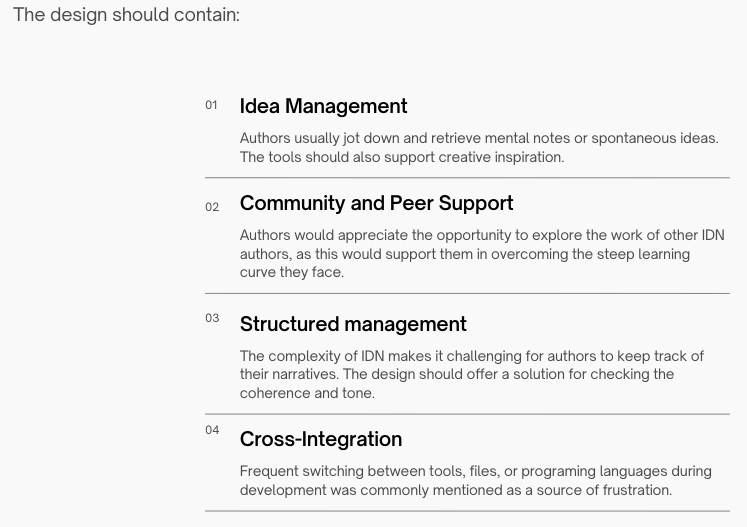 The design should contain:
01
Idea Management
Authors usually jot down and retrieve mental notes or spontaneous ideas.
The tools should also support creative inspiration.
02
Community and Peer Support
Authors would appreciate the opportunity to explore the work of other IDN
authors, as this would support them in overcoming the steep learning
curve they face.
03
Structured management
The complexity of IDN makes it challenging for authors to keep track of
their narratives. The design should offer a solution for checking the
coherence and tone.
04
Cross-Integration
Frequent switching between tools, files, or programing languages during
development was commonly mentioned as a source of frustration.